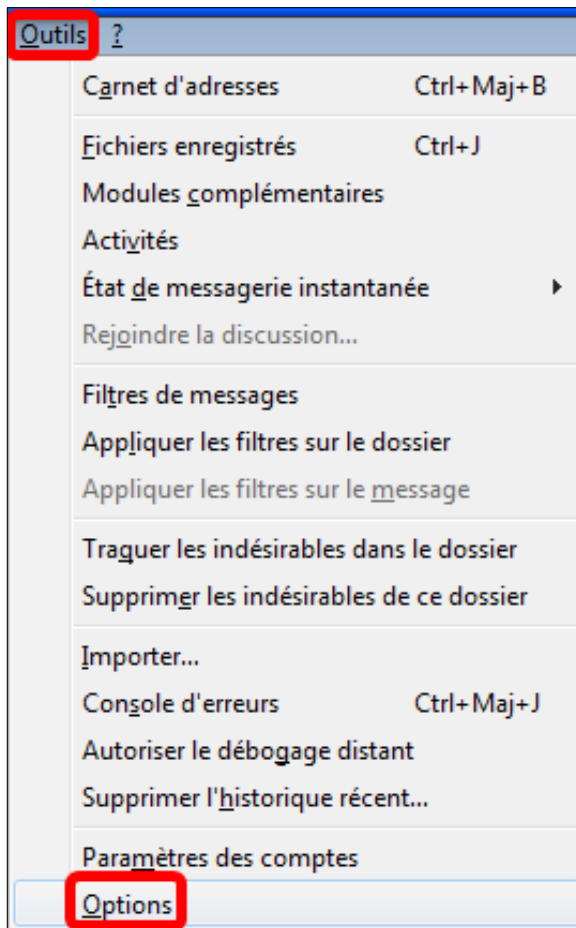 Outils ?
Carnet d'adresses Ctrl+Maj+B
Fichiers enregistrés Ctrl+J
Modules complémentaires
Activités
État de messagerie instantanée
Rejoindre la discussion...
Filtres de messages
Appliquer les filtres sur le dossier
Appliquer les filtres sur le message
Traquer les indésirables dans le dossier
Supprimer les indésirables de ce dossier
Importer...
Console d'erreurs Ctrl+Maj+J
Autoriser le débogage distant
Supprimer l'historique récent...
Paramètres des comptes
Options